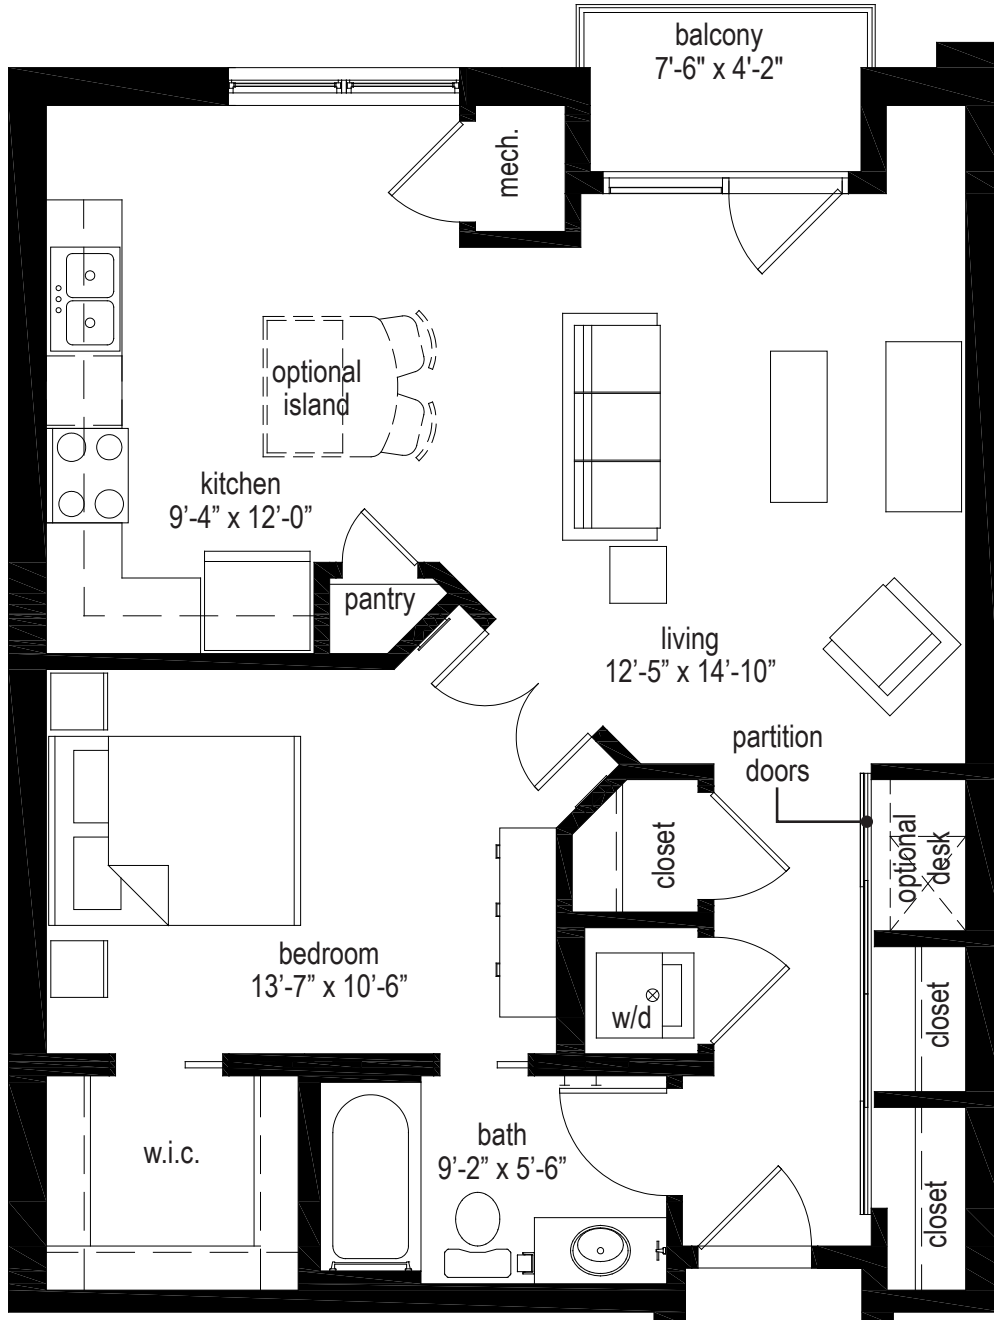 balcony
7'-6" x 4'-2"
mech.
optional
island
kitchen
9’-4” x 12’-0”
pantry
living
12’-5” x 14’-10”
partition
doors
closet
optional
desk
bedroom
13’-7” x 10’-6”
w/d
closet
w.i.c.
bath
9’-2” x 5’-6”
closet